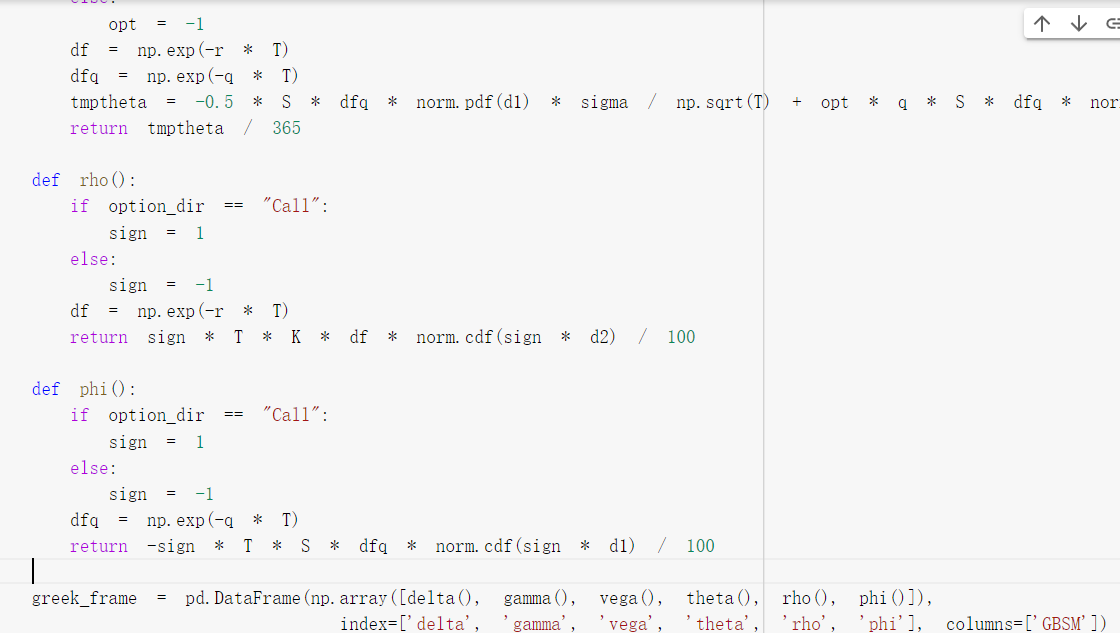 else:
        opt = -1
    df = np.exp(-r * T)
    dfq = np.exp(-q * T)
    tmptheta = -0.5 * S * dfq * norm.pdf(d1) * sigma / np.sqrt(T) + opt * q * S * dfq * nor
    return tmptheta / 365

def rho():
    if option_dir == "Call":
        sign = 1
    else:
        sign = -1
    df = np.exp(-r * T)
    return sign * T * K * df * norm.cdf(sign * d2) / 100

def phi():
    if option_dir == "Call":
        sign = 1
    else:
        sign = -1
    dfq = np.exp(-q * T)
    return -sign * T * S * dfq * norm.cdf(sign * d1) / 100

greek_frame = pd.DataFrame(np.array([delta(), gamma(), vega(), theta(), rho(), phi()]),
                                index=['delta', 'gamma', 'vega', 'theta', 'rho', 'phi'], columns=['GBSM'])